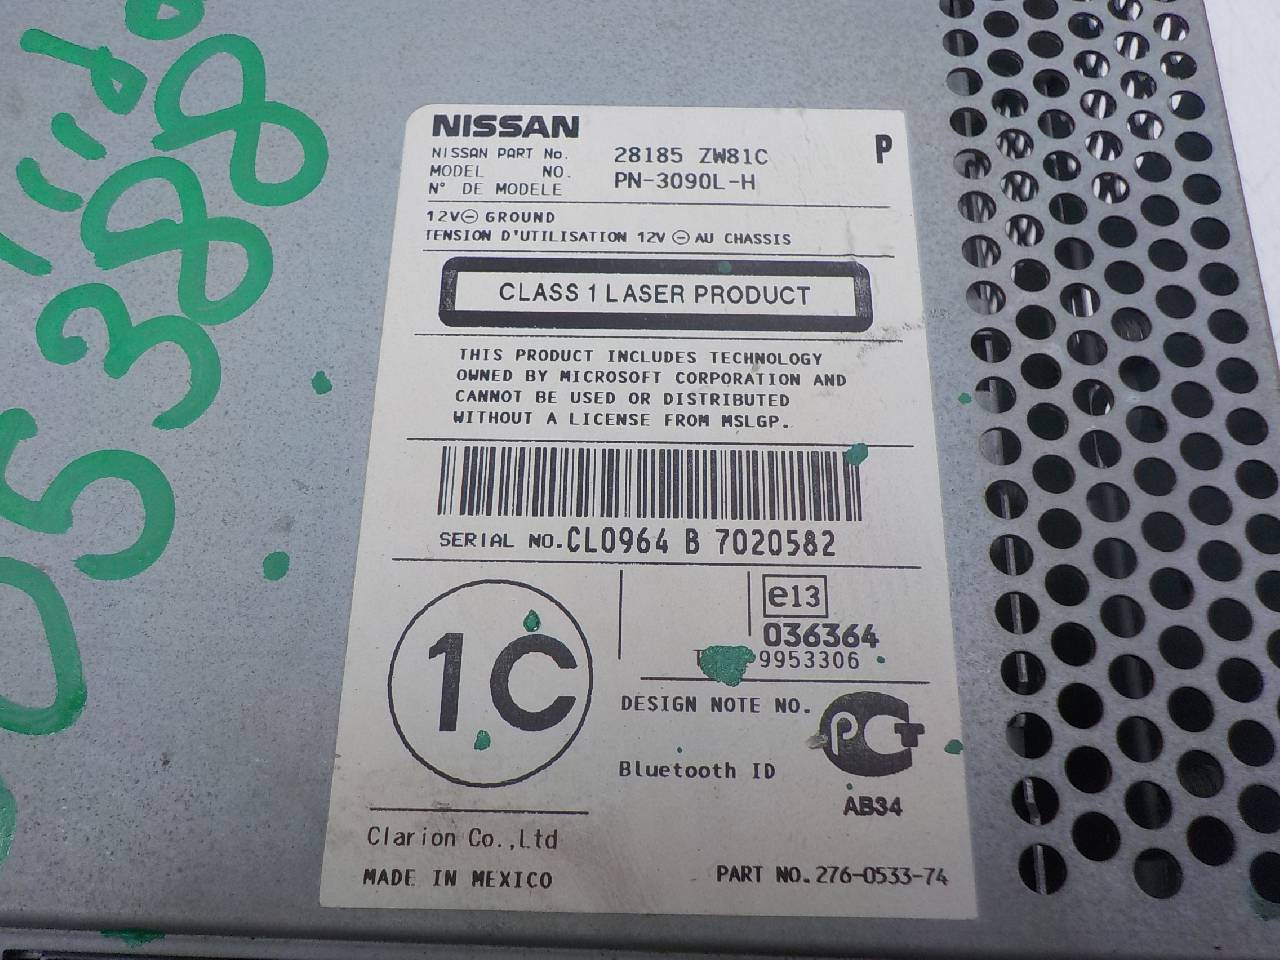 NISSAN
NISSAN PART No. 28185 ZW81C P
MODEL NO. PN-3090L-H
N° DE MODELE
12V⊖ GROUND
TENSION D'UTILISATION 12V ⊖ AU CHASSIS
CLASS 1 LASER PRODUCT
THIS PRODUCT INCLUDES TECHNOLOGY
OWNED BY MICROSOFT CORPORATION AND
CANNOT BE USED OR DISTRIBUTED
WITHOUT A LICENSE FROM MSLGP.
SERIAL NO. CL0964 B 7020582
1C
e13
036364
9953306
DESIGN NOTE NO.
PCT
Bluetooth ID
AB34
Clarion Co.,Ltd
MADE IN MEXICO
PART NO. 276-0533-74
5388